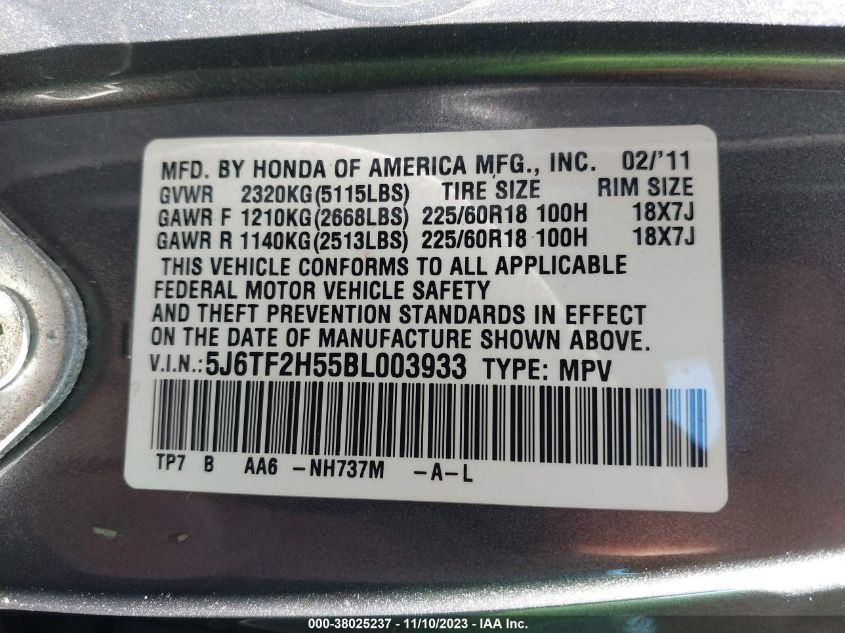 MFD. BY HONDA OF AMERICA MFG., INC. 02/'11
GVWR 2320KG(5115LBS) TIRE SIZE RIM SIZE
GAWR F 1210KG(2668LBS) 225/60R18 100H 18X7J
GAWR R 1140KG(2513LBS) 225/60R18 100H 18X7J
THIS VEHICLE CONFORMS TO ALL APPLICABLE
FEDERAL MOTOR VEHICLE SAFETY
AND THEFT PREVENTION STANDARDS IN EFFECT
ON THE DATE OF MANUFACTURE SHOWN ABOVE.
V.I.N.:5J6TF2H55BL003933 TYPE: MPV
TP7 B AA6 -NH737M -A-L
000-38025237 - 11/10/2023 - IAA Inc.